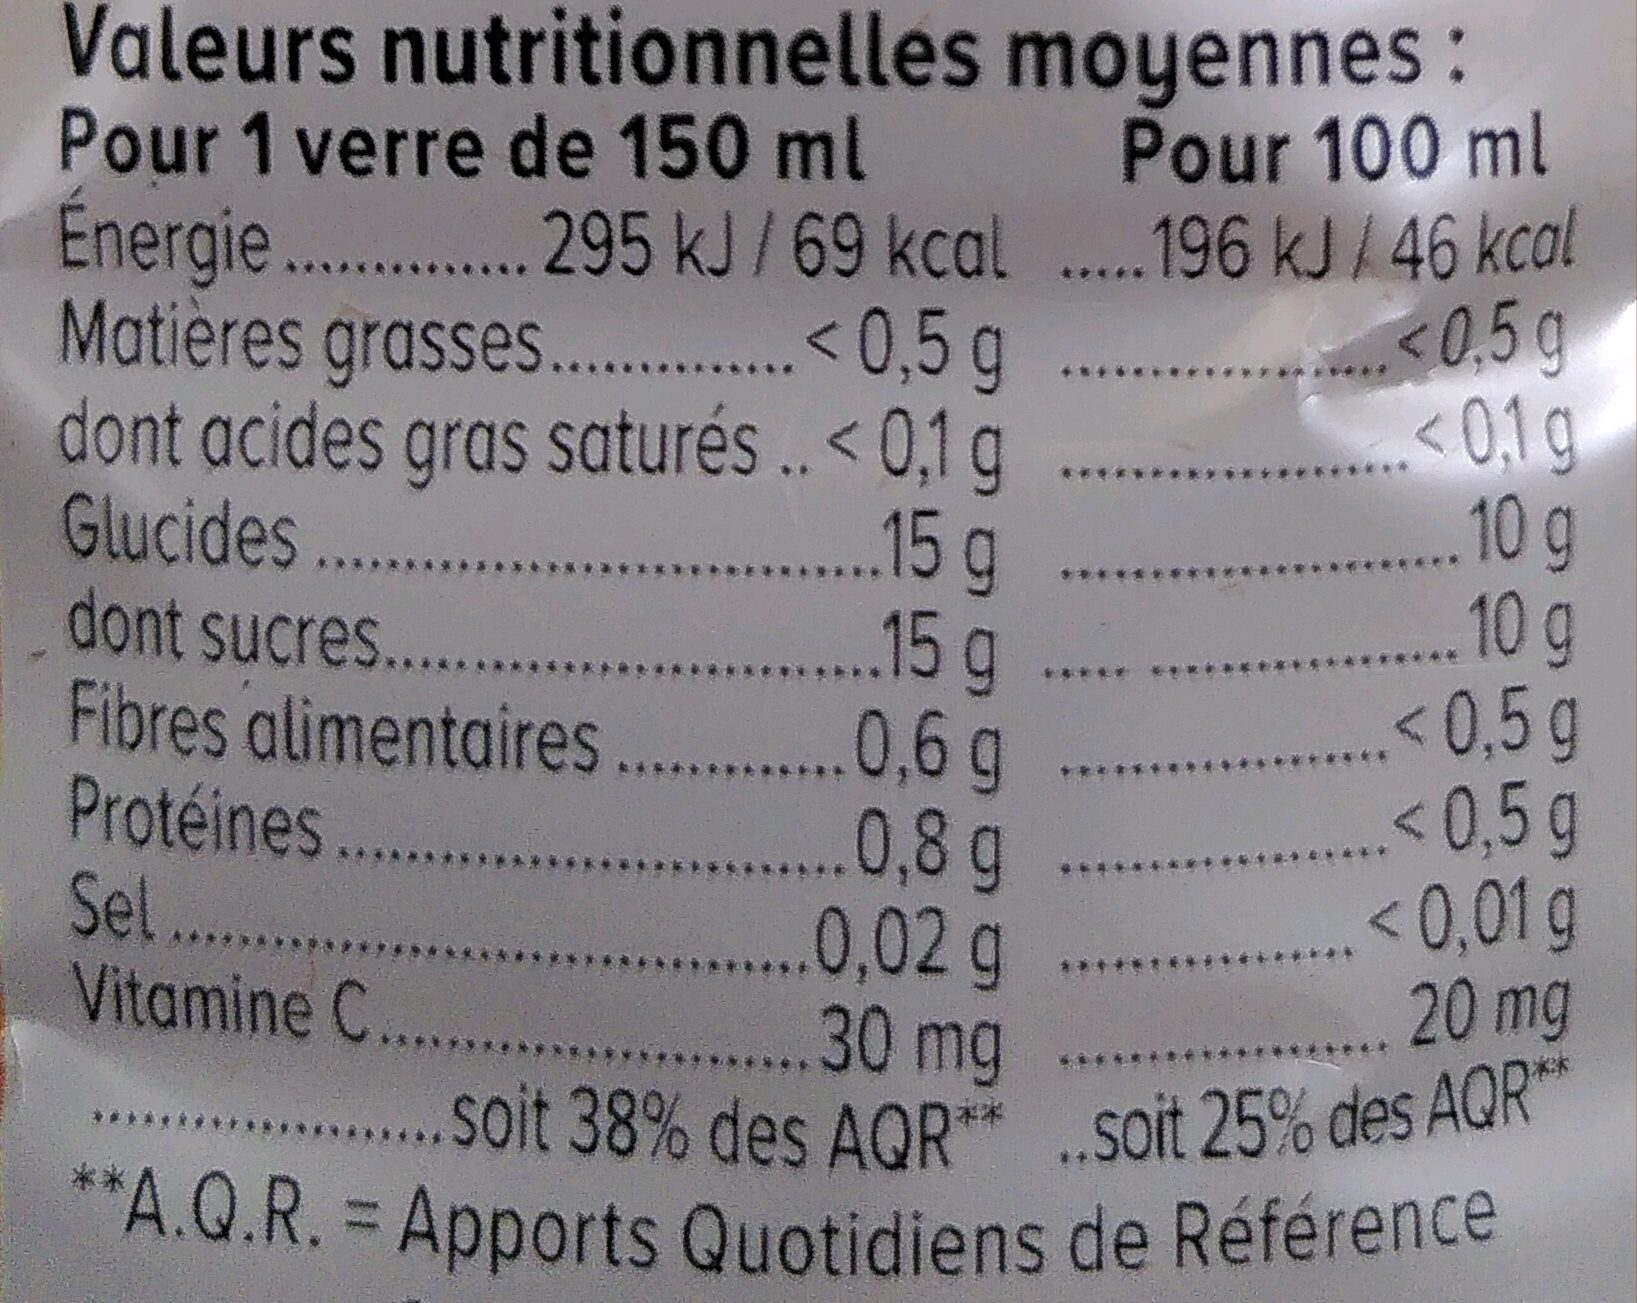 Valeurs nutritionnelles moyennes :
Pour 1 verre de 150 ml Pour 100 ml
Énergie.............. 295 kJ / 69 kcal .....196 kJ / 46 kcal
Matières grasses.............. < 0,5 g .................... < 0,5 g
dont acides gras saturés .. < 0,1 g .................... < 0,1 g
Glucides ................................15 g ....................... 10 g
dont sucres............................15 g ..... .................. 10 g
Fibres alimentaires .............0,6 g ................... < 0,5 g
Protéines .............................0,8 g ................... < 0,5 g
Sel ....................................0,02 g ................. < 0,01 g
Vitamine C.........................30 mg ................... 20 mg
....................soit 38% des AQR** ..soit 25% des AQR**
**A.Q.R. = Apports Quotidiens de Référence